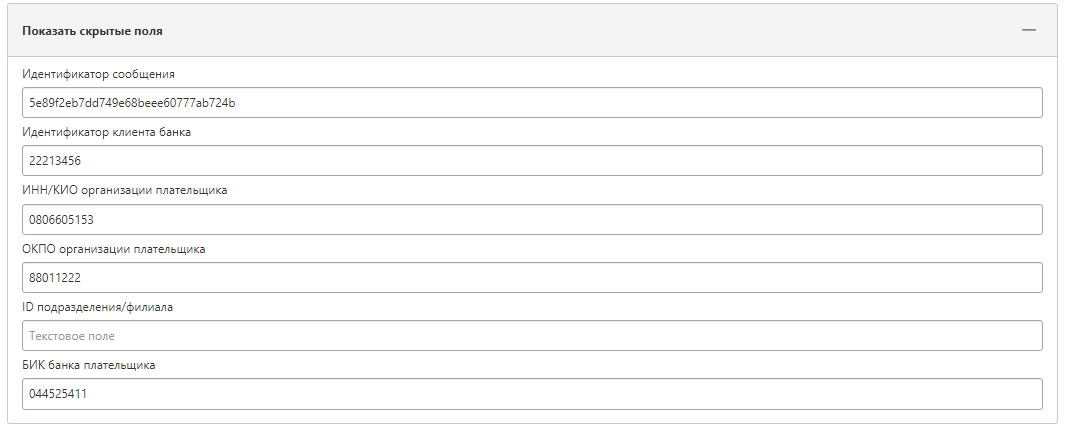 Показать скрытые поля
Идентификатор сообщения
5e89f2eb7dd749e68beee60777ab724b
Идентификатор клиента банка
22213456
ИНН/КИО организации плательщика
0806605153
ОКПО организации плательщика
88011222
ID подразделения/филиала
Текстовое поле
БИК банка плательщика
044525411